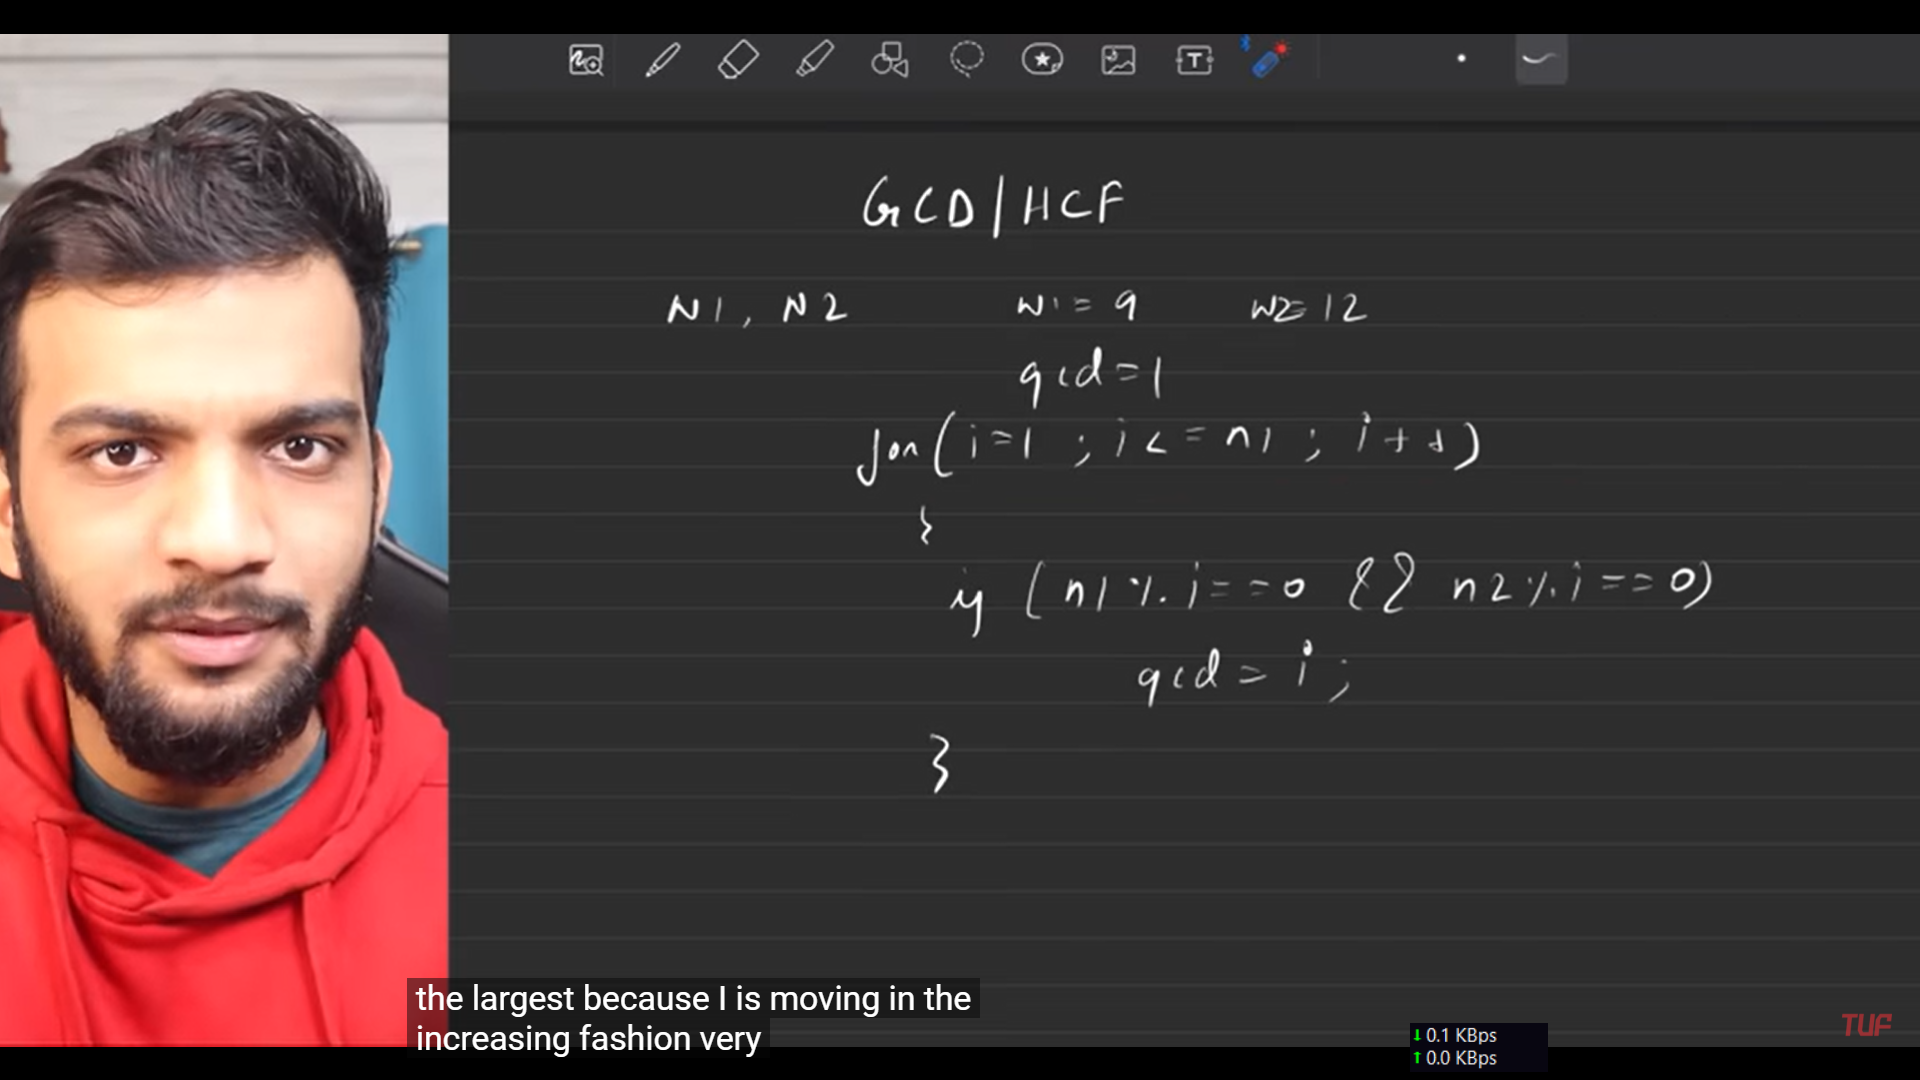 GCD/HCF
N1, N2 N1 = 9 N2 = 12
gcd = 1
for (i=1 ; i <= n1 ; i++)
{
if (n1 % i == 0 && n2 % i == 0)
gcd = i ;
}
the largest because I is moving in the
increasing fashion very
TUF
↓ 0.1 KBps
↑ 0.0 KBps